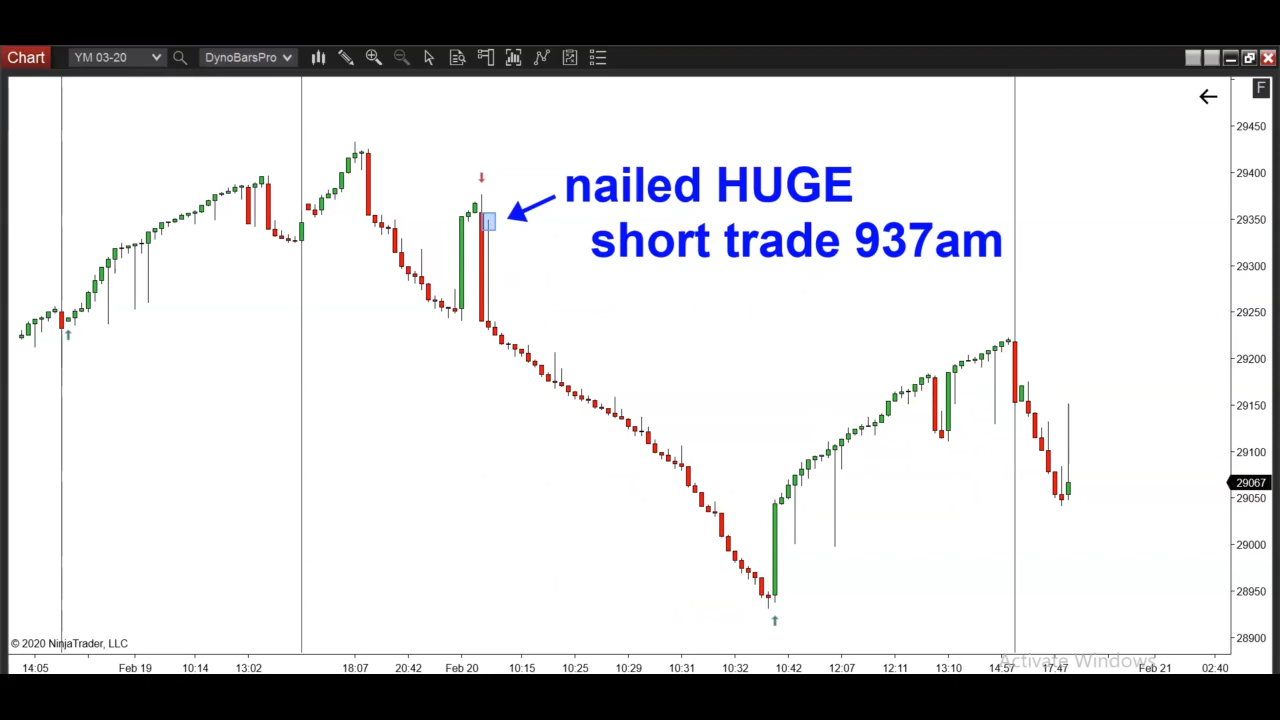 Chart YM 03-20 DynoBarsPro
F
nailed HUGE
short trade 937am
29450
29400
29350
29300
29250
29200
29150
29100
29067
29050
29000
28950
28900
© 2020 NinjaTrader, LLC
Activate Windows
14:05 Feb 19 10:14 13:02 18:07 20:42 Feb 20 10:15 10:25 10:29 10:31 10:32 10:42 12:07 12:11 13:10 14:57 17:47 Feb 21 02:40